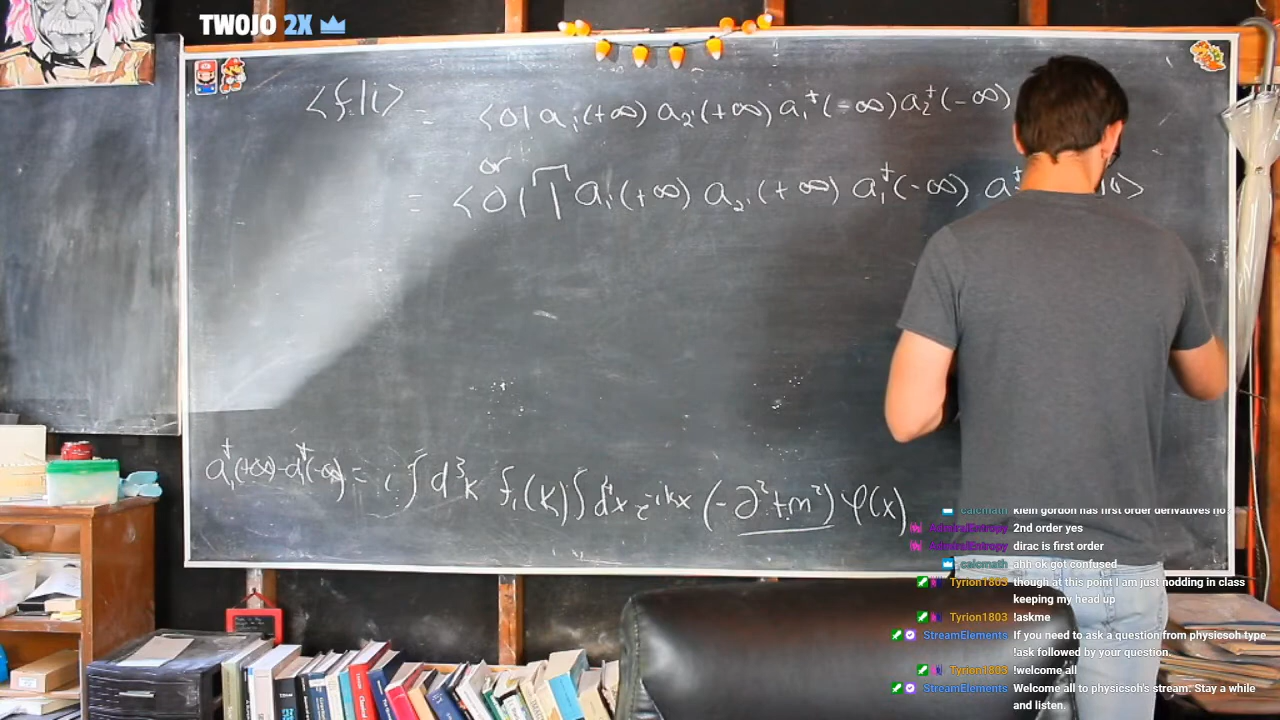 TWOJO 2X
<f|i> = <0| a₁'(+∞) a₂'(+∞) a₁†(-∞) a₂†(-∞)
or
= <0| T a₁'(+∞) a₂'(+∞) a₁†(-∞) a
a₁†(+∞) - a₁†(-∞) = i ∫ d³k f₁(k) ∫ d⁴x e⁻ⁱᵏˣ (-∂² + m²) φ(x)
calcmath klein gordon has first order derivatives no?
AdmiralEntropy 2nd order yes
AdmiralEntropy dirac is first order
calcmath ahh ok got confused
Tyrion1803 though at this point I am just nodding in class
keeping my head up
Tyrion1803 !askme
StreamElements If you need to ask a question from physicsoh type
!ask followed by your question.
Tyrion1803 !welcome all
StreamElements Welcome all to physicsoh's stream: Stay a while
and listen.